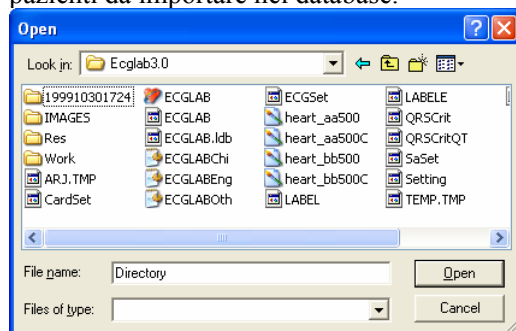 pazienti da importare nel database.
Open
Look in: Ecglab3.0
199910301724 ECGLAB ECGSet LABELE
IMAGES ECGLAB heart_aa500 QRSCrit
Res ECGLAB.ldb heart_aa500C QRSCritQT
Work ECGLABChi heart_bb500 SaSet
ARJ.TMP ECGLABEng heart_bb500C Setting
CardSet ECGLABOth LABEL TEMP.TMP
File name: Directory Open
Files of type: Cancel